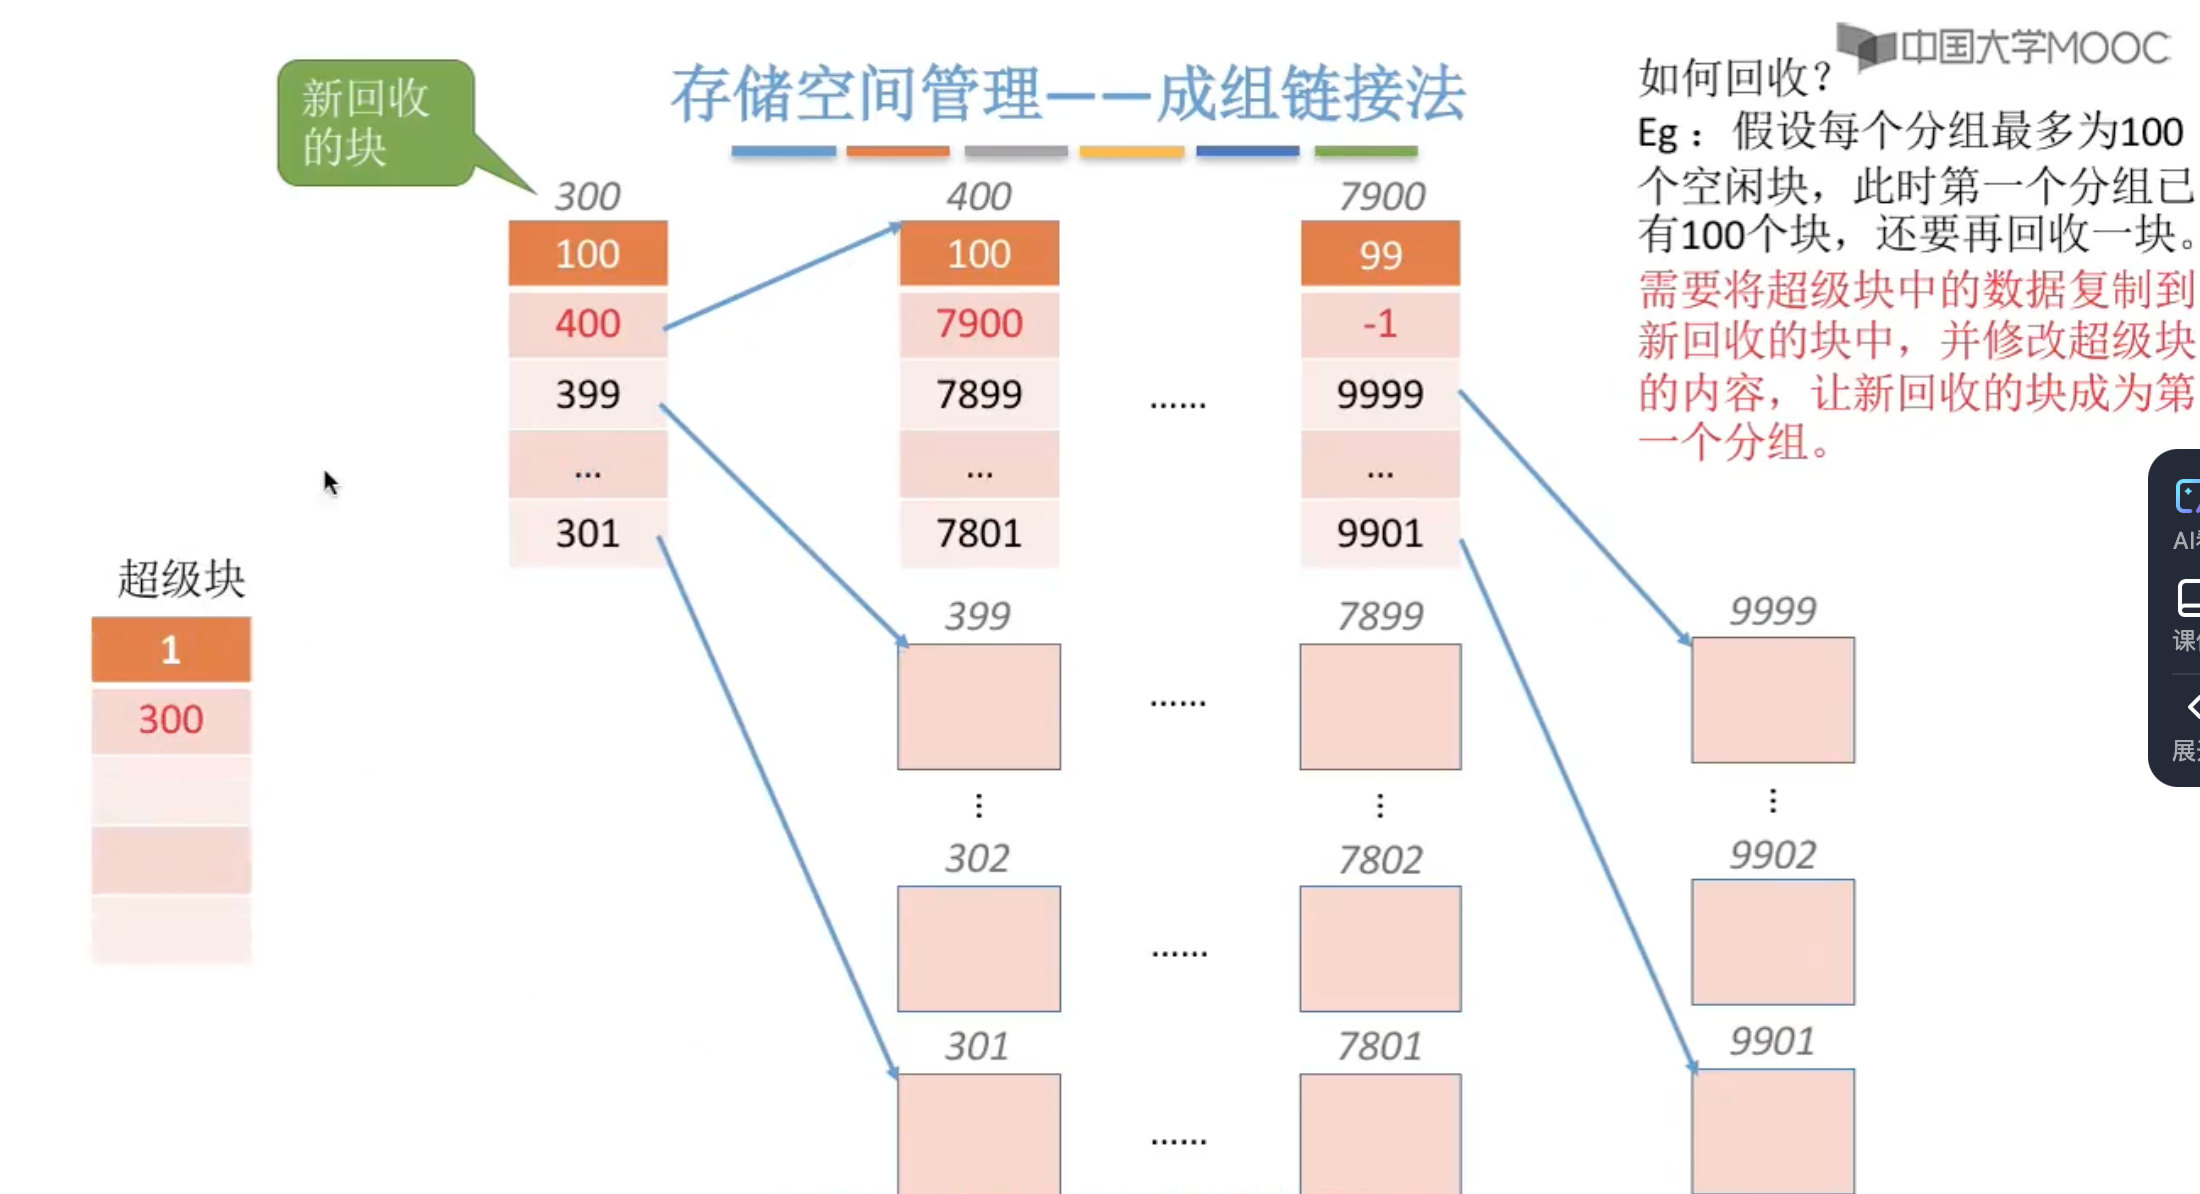 中国大学MOOC
存储空间管理——成组链接法
新回收
的块
如何回收？
Eg：假设每个分组最多为100
个空闲块，此时第一个分组已
有100个块，还要再回收一块。
需要将超级块中的数据复制到
新回收的块中，并修改超级块
的内容，让新回收的块成为第
一个分组。
超级块
1
300
300
100
400
399
...
301
400
100
7900
7899
...
7801
......
7900
99
-1
9999
...
9901
399
......
7899
9999
⋮
⋮
⋮
302
......
7802
9902
301
......
7801
9901
AI
课
展